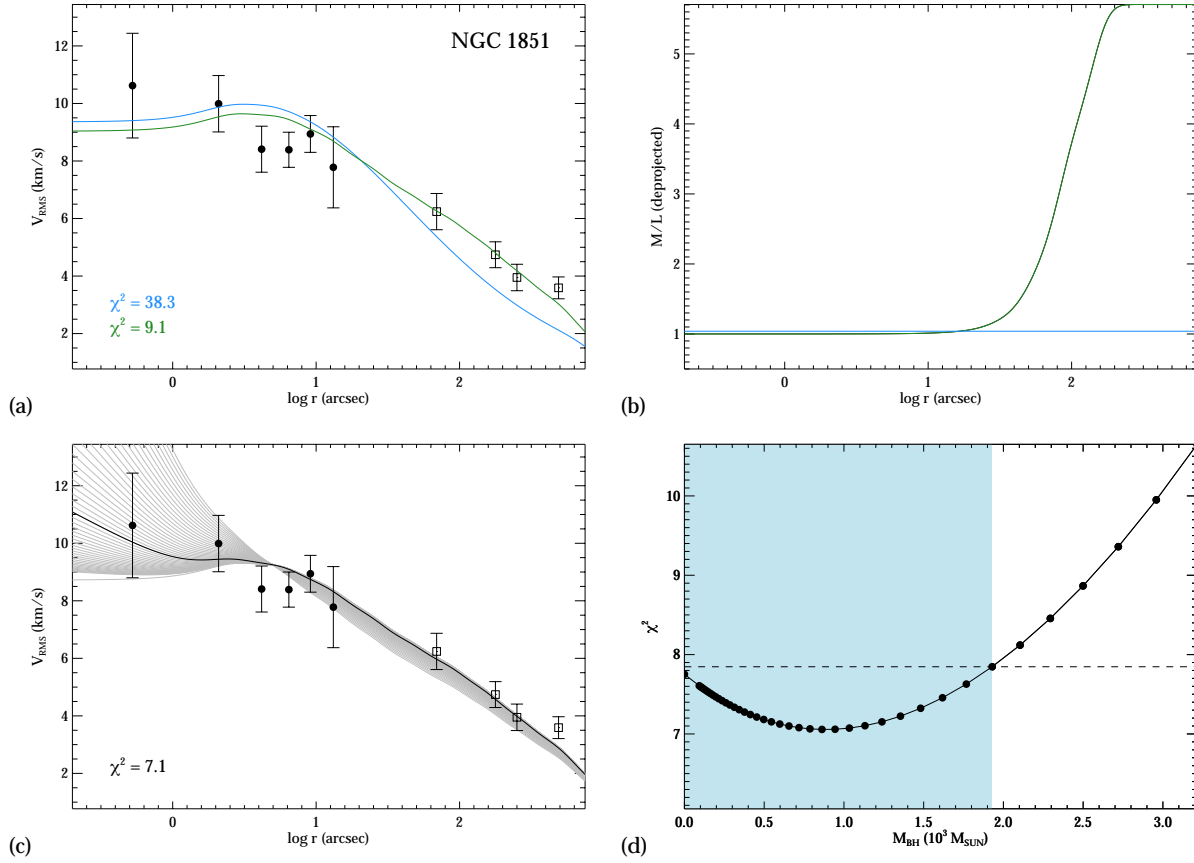 NGC 1851
V_RMS (km/s)
12
10
8
6
4
2
χ² = 38.3
χ² = 9.1
0 1 2
log r (arcsec)
(a)
M/L (deprojected)
5
4
3
2
1
0 1 2
log r (arcsec)
(b)
V_RMS (km/s)
12
10
8
6
4
2
χ² = 7.1
0 1 2
log r (arcsec)
(c)
χ²
10
9
8
7
0.0 0.5 1.0 1.5 2.0 2.5 3.0
M_BH (10³ M_SUN)
(d)